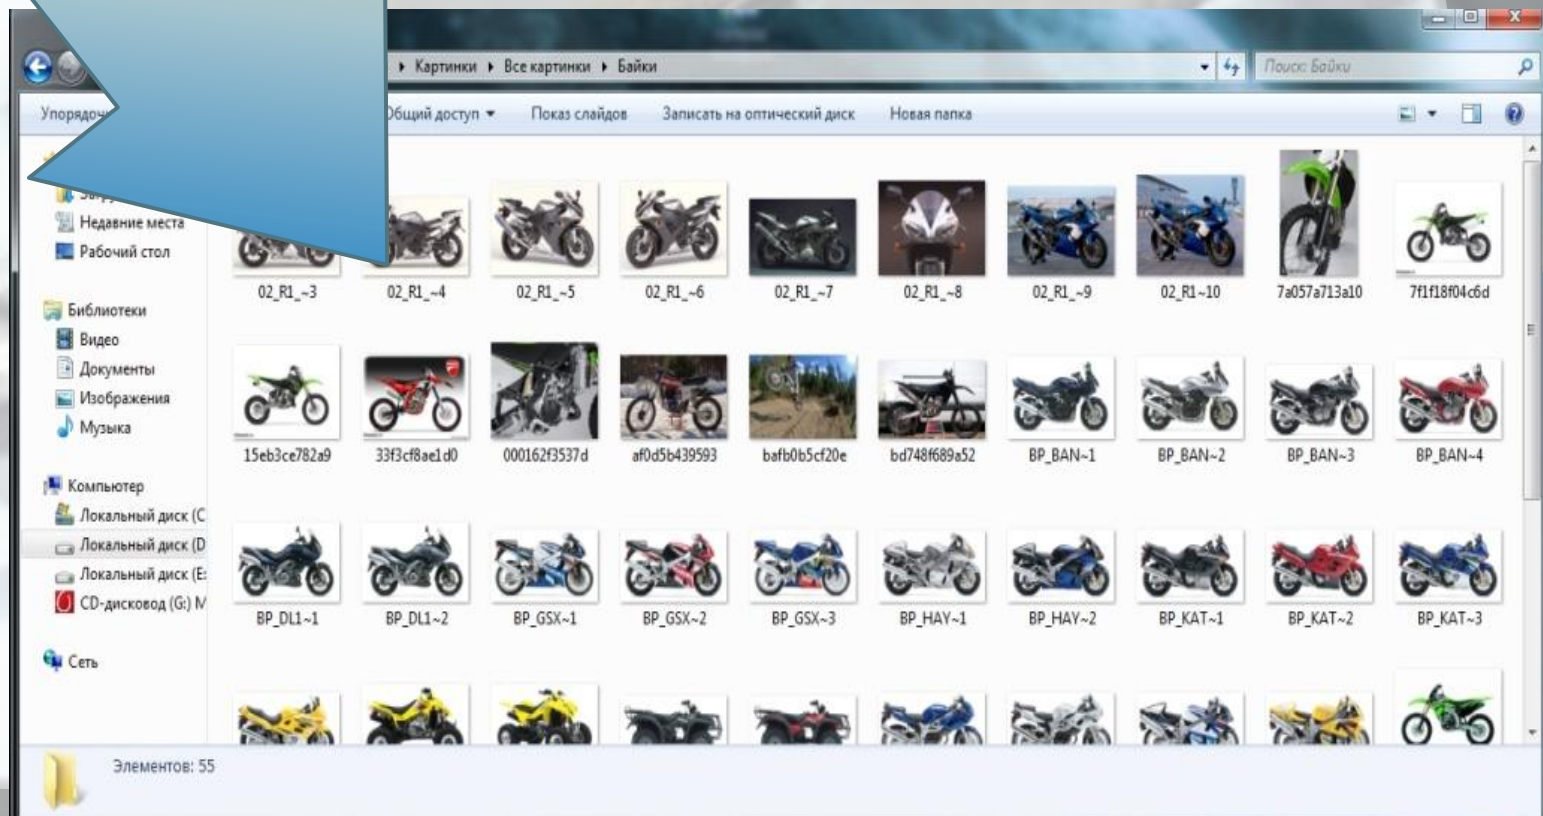 Картинки ▸ Все картинки ▸ Байки
Поиск: Байки
Общий доступ Показ слайдов Записать на оптический диск Новая папка
Недавние места
Рабочий стол
Библиотеки
Видео
Документы
Изображения
Музыка
Компьютер
Локальный диск (C
Локальный диск (D
Локальный диск (E:
CD-дисковод (G:) M
Сеть
02_R1_~3 02_R1_~4 02_R1_~5 02_R1_~6 02_R1_~7 02_R1_~8 02_R1_~9 02_R1~10 7a057a713a10 7f1f18f04c6d
15eb3ce782a9 33f3cf8ae1d0 000162f3537d af0d5b439593 bafb0b5cf20e bd748f689a52 BP_BAN~1 BP_BAN~2 BP_BAN~3 BP_BAN~4
BP_DL1~1 BP_DL1~2 BP_GSX~1 BP_GSX~2 BP_GSX~3 BP_HAY~1 BP_HAY~2 BP_KAT~1 BP_KAT~2 BP_KAT~3
Элементов: 55